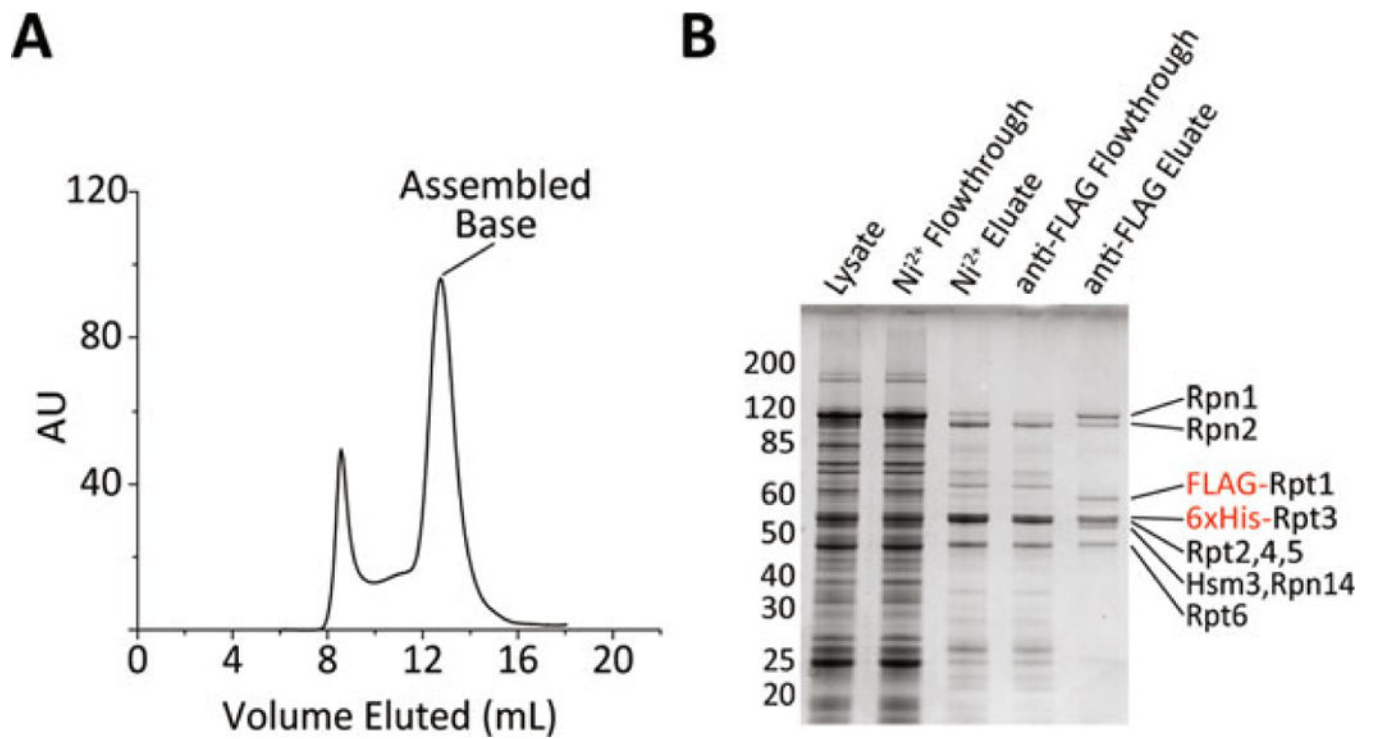 A
120
80
40
AU
Assembled
Base
0 4 8 12 16 20
Volume Eluted (mL)
B
Lysate
Ni²⁺ Flowthrough
Ni²⁺ Eluate
anti-FLAG Flowthrough
anti-FLAG Eluate
200
120
85
60
50
40
30
25
20
Rpn1
Rpn2
FLAG-Rpt1
6xHis-Rpt3
Rpt2,4,5
Hsm3,Rpn14
Rpt6